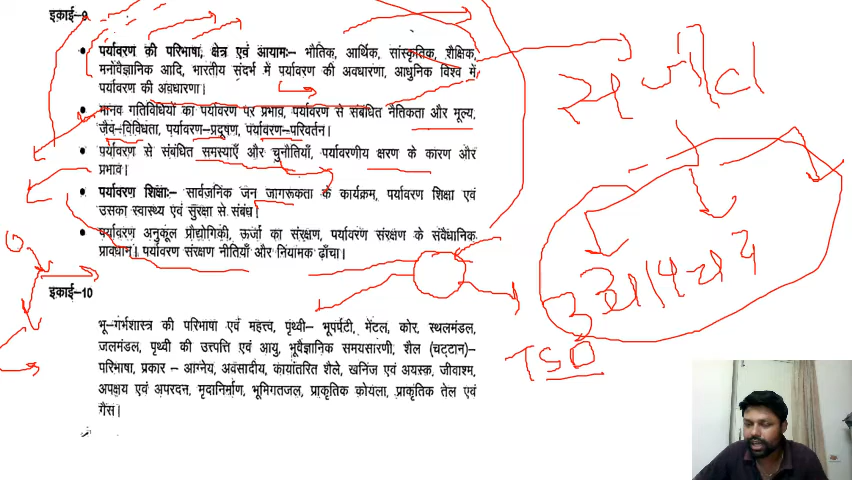 इकाई-9
पर्यावरण की परिभाषा, क्षेत्र एवं आयामः– भौतिक, आर्थिक, सांस्कृतिक, शैक्षिक,
मनोवैज्ञानिक आदि, भारतीय संदर्भ में पर्यावरण की अवधारणा, आधुनिक विश्व में
पर्यावरण की अवधारणा।
मानव गतिविधियों का पर्यावरण पर प्रभाव, पर्यावरण से संबंधित नैतिकता और मूल्य,
जैव–विविधता, पर्यावरण–प्रदूषण, पर्यावरण–परिवर्तन।
पर्यावरण से संबंधित समस्याएँ और चुनौतियाँ, पर्यावरणीय क्षरण के कारण और
प्रभाव।
पर्यावरण शिक्षाः– सार्वजनिक जन जागरूकता के कार्यक्रम, पर्यावरण शिक्षा एवं
उसका स्वास्थ्य एवं सुरक्षा से संबंध।
पर्यावरण अनुकूल प्रौद्योगिकी, ऊर्जा का संरक्षण, पर्यावरण संरक्षण के संवैधानिक
प्रावधान। पर्यावरण संरक्षण नीतियाँ और नियामक ढाँचा।
इकाई-10
भू–गर्भशास्त्र की परिभाषा एवं महत्त्व, पृथ्वी– भूपर्पटी, मेंटल, कोर, स्थलमंडल,
जलमंडल, पृथ्वी की उत्त्पत्ति एवं आयु, भूवैज्ञानिक समयसारणी, शैल (चट्टान)–
परिभाषा, प्रकार – आग्नेय, अवसादीय, कायांतरित शैले, खनिज एवं अयस्क, जीवाश्म,
अपक्षय एवं अपरदन, मृदानिर्माण, भूमिगतजल, प्राकृतिक कोयला, प्राकृतिक तेल एवं
गैस।